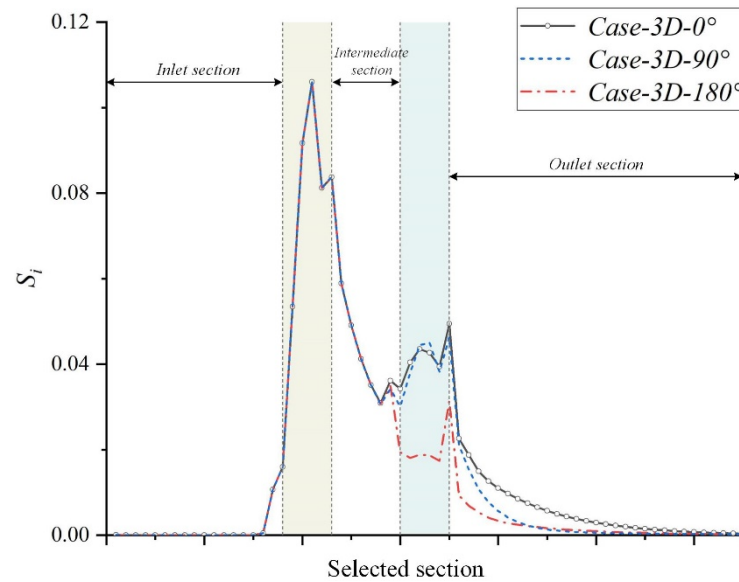 0.12
0.08
0.04
0.00
S_i
Inlet section
Intermediate
section
Outlet section
Case-3D-0°
Case-3D-90°
Case-3D-180°
Selected section